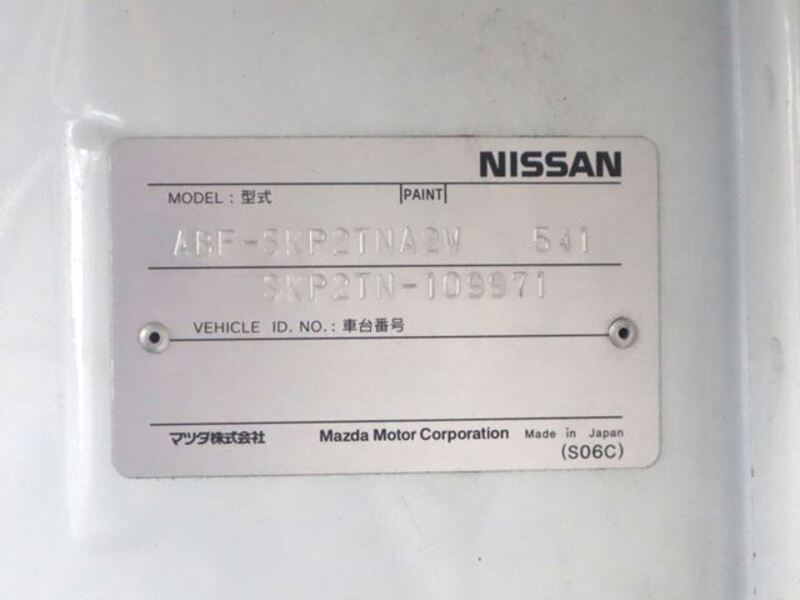 NISSAN
MODEL : 型式 PAINT
ABF-SKP2TNA2W 541
SKP2TN-109971
VEHICLE ID. NO. : 車台番号
マツダ株式会社 Mazda Motor Corporation Made in Japan
(S06C)